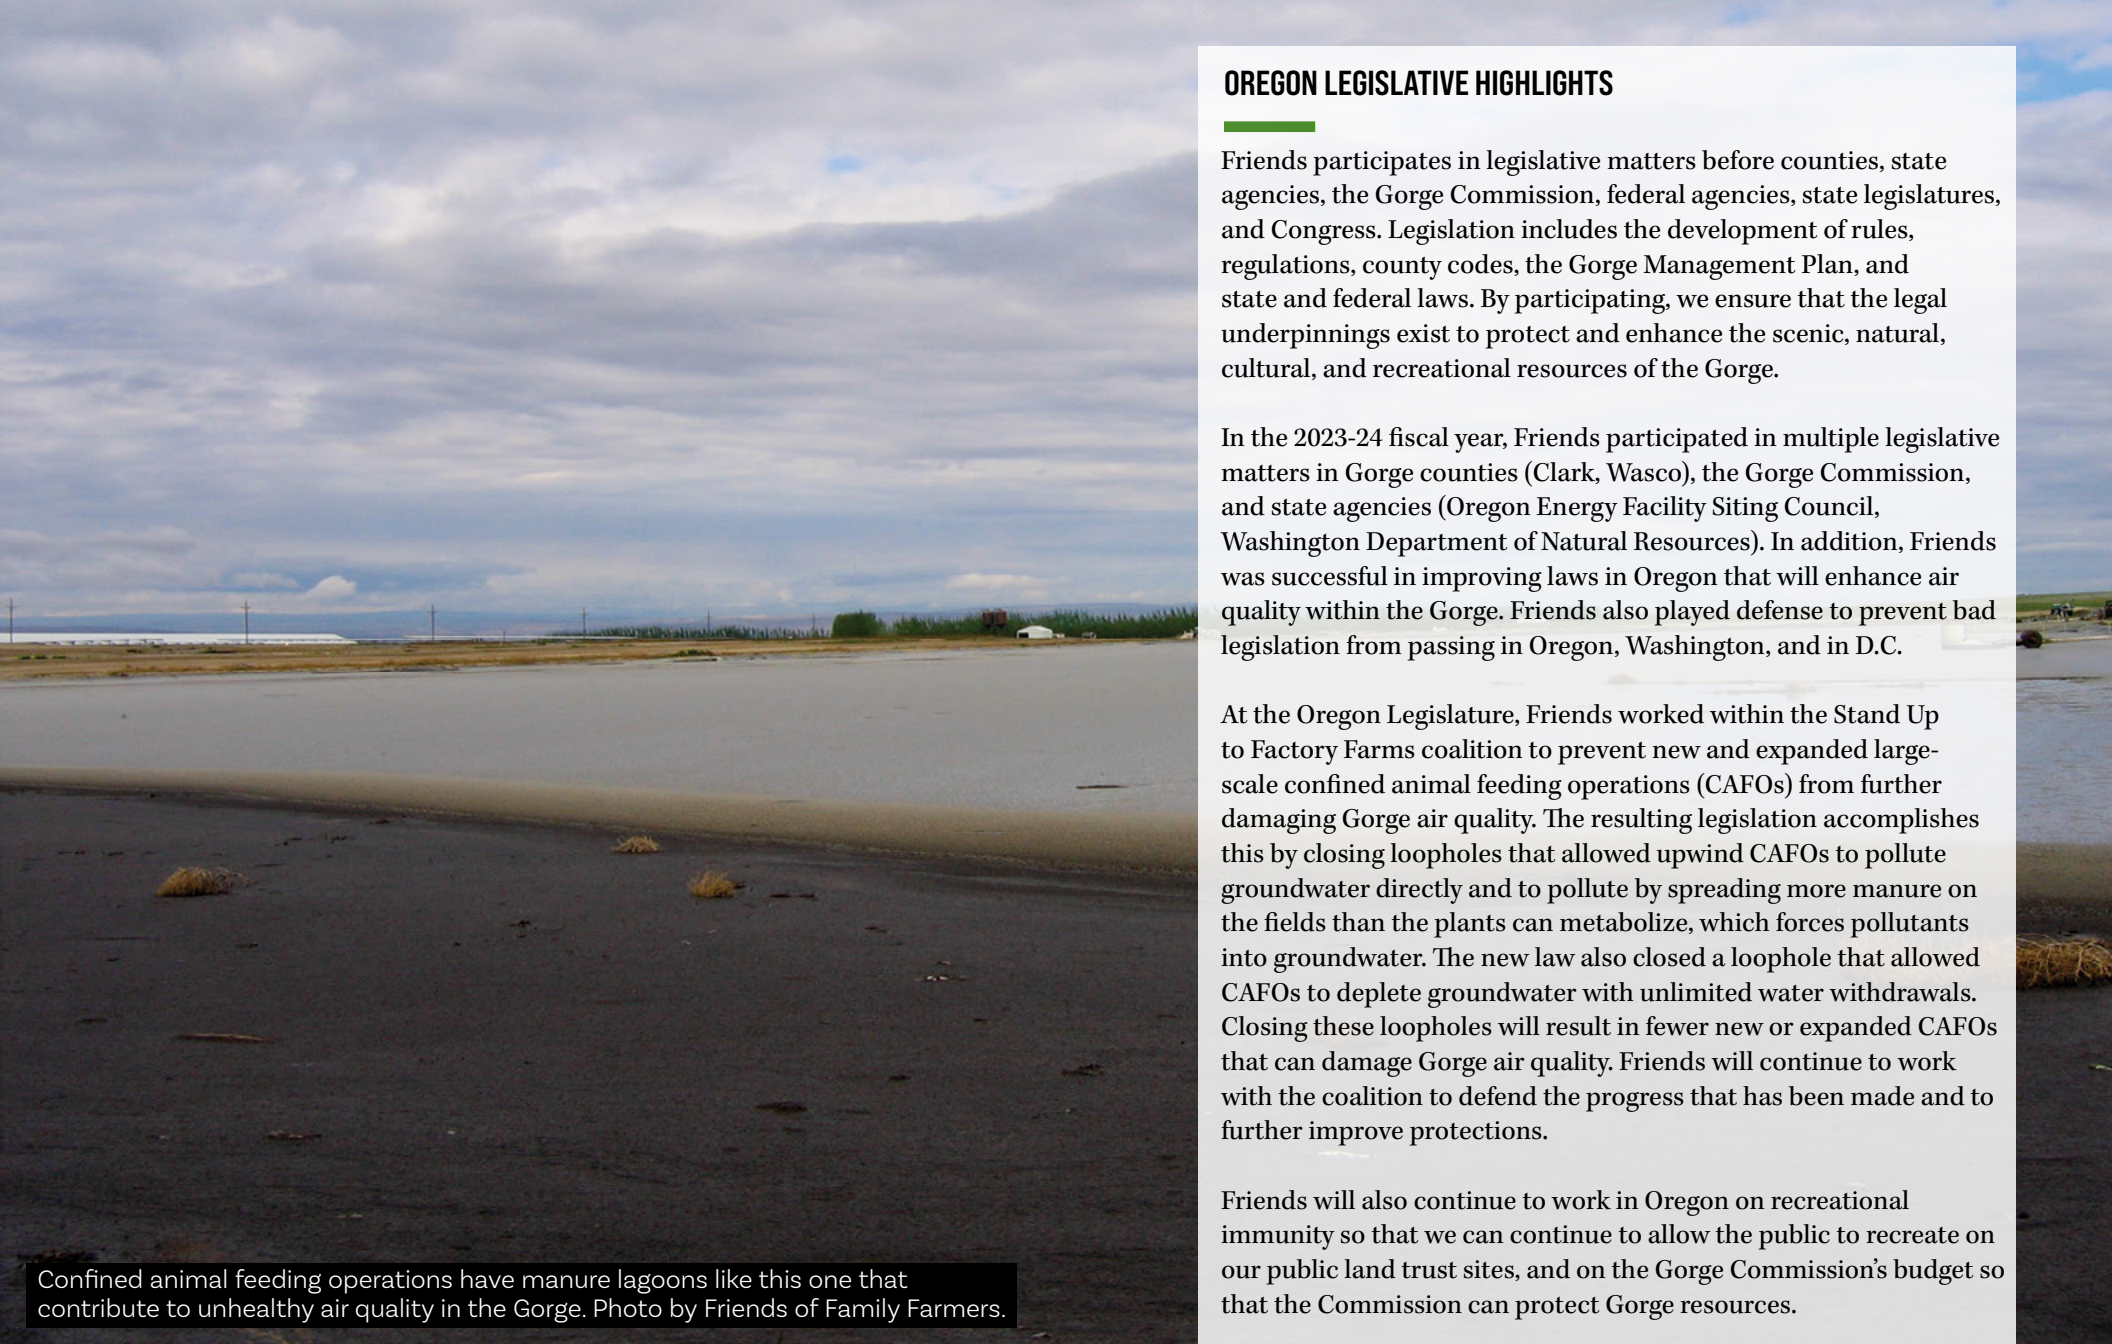 OREGON LEGISLATIVE HIGHLIGHTS
Friends participates in legislative matters before counties, state
agencies, the Gorge Commission, federal agencies, state legislatures,
and Congress. Legislation includes the development of rules,
regulations, county codes, the Gorge Management Plan, and
state and federal laws. By participating, we ensure that the legal
underpinnings exist to protect and enhance the scenic, natural,
cultural, and recreational resources of the Gorge.
In the 2023-24 fiscal year, Friends participated in multiple legislative
matters in Gorge counties (Clark, Wasco), the Gorge Commission,
and state agencies (Oregon Energy Facility Siting Council,
Washington Department of Natural Resources). In addition, Friends
was successful in improving laws in Oregon that will enhance air
quality within the Gorge. Friends also played defense to prevent bad
legislation from passing in Oregon, Washington, and in D.C.
At the Oregon Legislature, Friends worked within the Stand Up
to Factory Farms coalition to prevent new and expanded large-
scale confined animal feeding operations (CAFOs) from further
damaging Gorge air quality. The resulting legislation accomplishes
this by closing loopholes that allowed upwind CAFOs to pollute
groundwater directly and to pollute by spreading more manure on
the fields than the plants can metabolize, which forces pollutants
into groundwater. The new law also closed a loophole that allowed
CAFOs to deplete groundwater with unlimited water withdrawals.
Closing these loopholes will result in fewer new or expanded CAFOs
that can damage Gorge air quality. Friends will continue to work
with the coalition to defend the progress that has been made and to
further improve protections.
Friends will also continue to work in Oregon on recreational
immunity so that we can continue to allow the public to recreate on
our public land trust sites, and on the Gorge Commission's budget so
that the Commission can protect Gorge resources.
Confined animal feeding operations have manure lagoons like this one that
contribute to unhealthy air quality in the Gorge. Photo by Friends of Family Farmers.